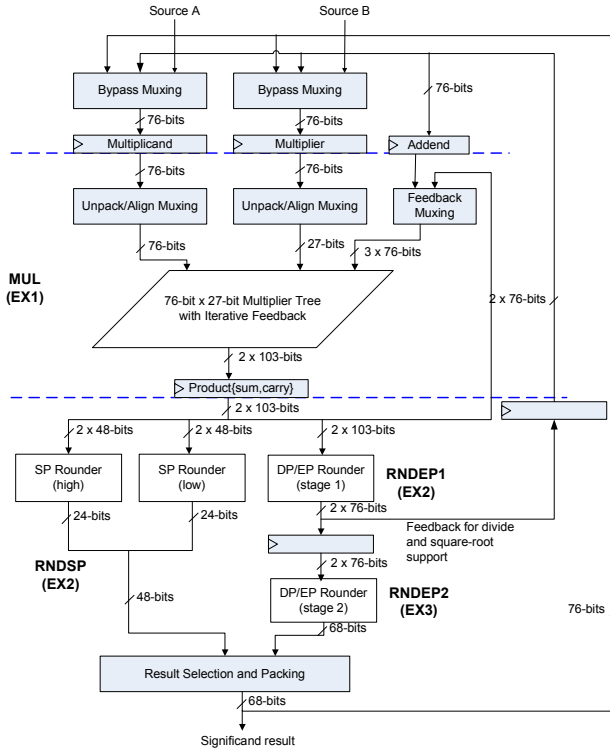 Source A
Source B
Bypass Muxing
Bypass Muxing
76-bits
76-bits
76-bits
Multiplicand
Multiplier
Addend
76-bits
76-bits
Unpack/Align Muxing
Unpack/Align Muxing
Feedback
Muxing
76-bits
27-bits
3 x 76-bits
MUL
(EX1)
76-bit x 27-bit Multiplier Tree
with Iterative Feedback
2 x 76-bits
2 x 103-bits
Product{sum,carry}
2 x 103-bits
2 x 48-bits
2 x 48-bits
2 x 103-bits
SP Rounder
(high)
SP Rounder
(low)
DP/EP Rounder
(stage 1)
RNDEP1
(EX2)
24-bits
24-bits
2 x 76-bits
Feedback for divide
and square-root
support
RNDSP
(EX2)
2 x 76-bits
DP/EP Rounder
(stage 2)
RNDEP2
(EX3)
48-bits
68-bits
76-bits
Result Selection and Packing
68-bits
Significand result